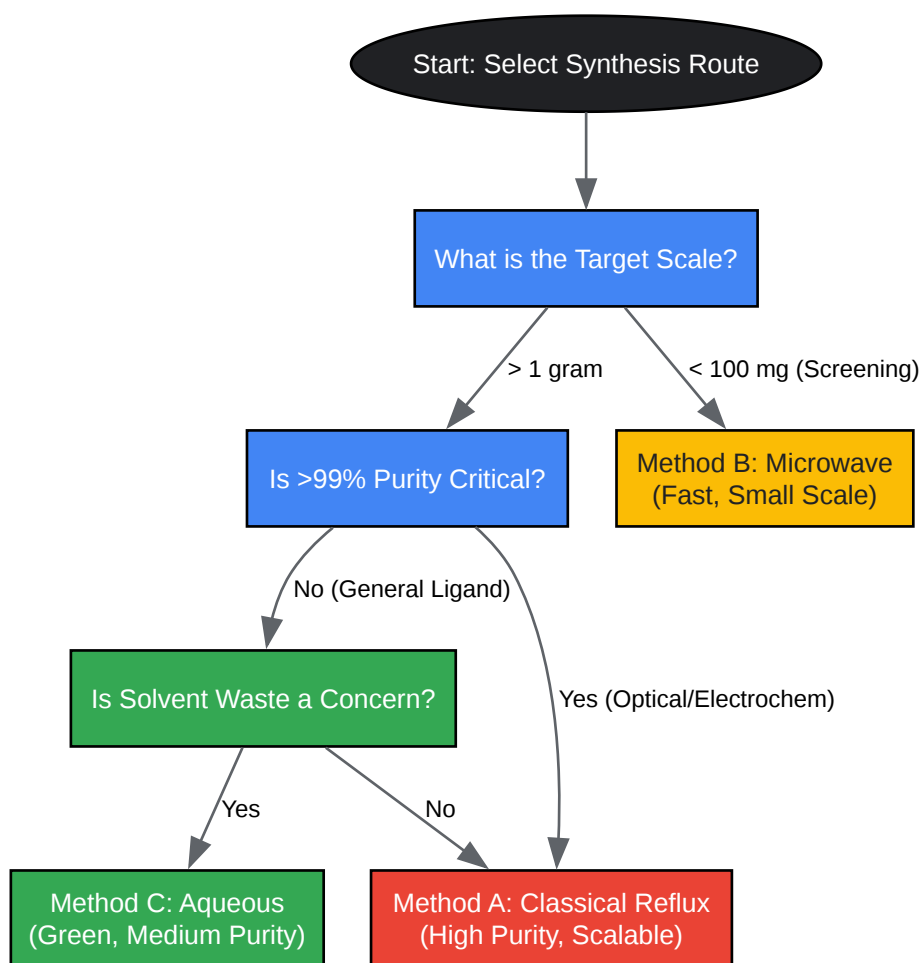 Start: Select Synthesis Route
What is the Target Scale?
> 1 gram
< 100 mg (Screening)
Is >99% Purity Critical?
Method B: Microwave
(Fast, Small Scale)
No (General Ligand)
Is Solvent Waste a Concern?
Yes (Optical/Electrochem)
Yes
No
Method C: Aqueous
(Green, Medium Purity)
Method A: Classical Reflux
(High Purity, Scalable)